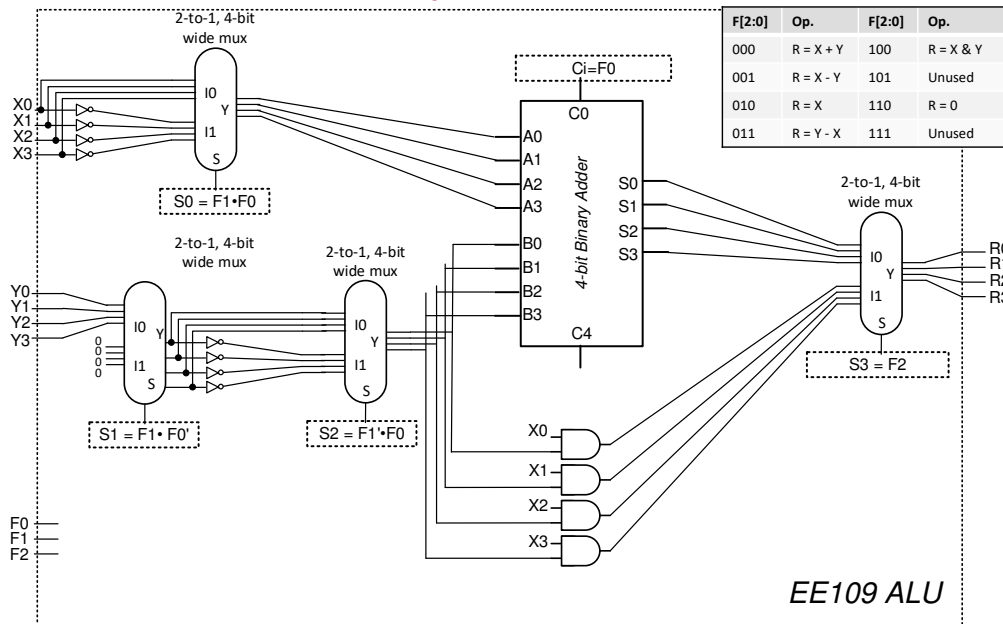 2-to-1, 4-bit
wide mux
I0
Y
I1
S
X0
X1
X2
X3
S0 = F1•F0
2-to-1, 4-bit
wide mux
2-to-1, 4-bit
wide mux
Y0
Y1
Y2
Y3
0
0
0
0
I0
Y
I1
S
S1 = F1• F0'
I0
Y
I1
S
S2 = F1'•F0
Ci=F0
C0
A0
A1
A2
A3
B0
B1
B2
B3
4-bit Binary Adder
S0
S1
S2
S3
C4
X0
X1
X2
X3
F[2:0] Op. F[2:0] Op.
000 R = X + Y 100 R = X & Y
001 R = X - Y 101 Unused
010 R = X 110 R = 0
011 R = Y - X 111 Unused
2-to-1, 4-bit
wide mux
I0
Y
I1
S
S3 = F2
R0
R1
R2
R3
F0
F1
F2
EE109 ALU